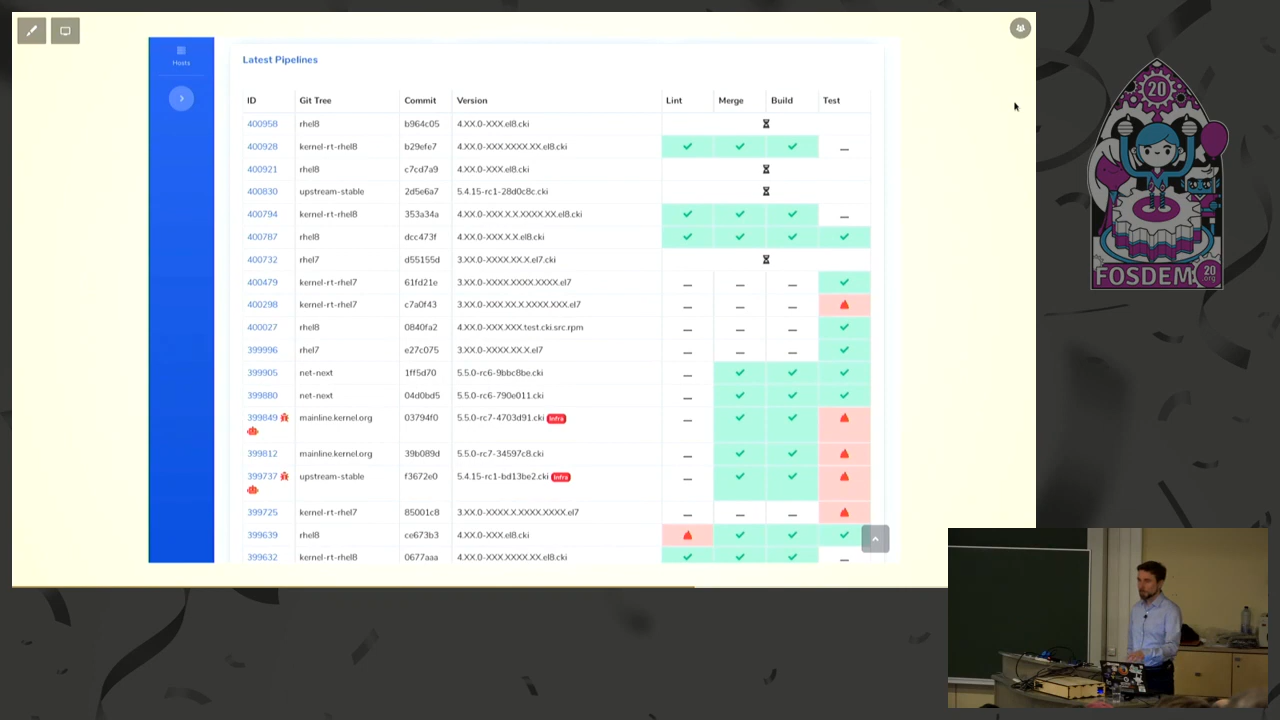 Hosts
Latest Pipelines
ID Git Tree Commit Version Lint Merge Build Test
400958 rhel8 b964c05 4.XX.0-XXX.el8.cki
400928 kernel-rt-rhel8 b29efe7 4.XX.0-XXX.XXXX.XX.el8.cki
400921 rhel8 c7cd7a9 4.XX.0-XXX.el8.cki
400830 upstream-stable 2d5e6a7 5.4.15-rc1-28d0c8c.cki
400794 kernel-rt-rhel8 353a34a 4.XX.0-XXX.X.X.XXXX.XX.el8.cki
400787 rhel8 dcc473f 4.XX.0-XXX.X.X.el8.cki
400732 rhel7 d55155d 3.XX.0-XXXX.XX.X.el7.cki
400479 kernel-rt-rhel7 61fd21e 3.XX.0-XXXX.XXXX.XXXX.el7
400298 kernel-rt-rhel7 c7a0f43 3.XX.0-XXX.XX.X.XXXX.XXX.el7
400027 rhel8 0840fa2 4.XX.0-XXX.XXX.test.cki.src.rpm
399996 rhel7 e27c075 3.XX.0-XXXX.XX.X.el7
399905 net-next 1ff5d70 5.5.0-rc6-9bbc8be.cki
399880 net-next 04d0bd5 5.5.0-rc6-790e011.cki
399849 mainline.kernel.org 03794f0 5.5.0-rc7-4703d91.cki Infra
399812 mainline.kernel.org 39b089d 5.5.0-rc7-34597c8.cki
399737 upstream-stable f3672e0 5.4.15-rc1-bd13be2.cki Infra
399725 kernel-rt-rhel7 85001c8 3.XX.0-XXXX.X.XXXX.XXXX.el7
399639 rhel8 ce673b3 4.XX.0-XXX.el8.cki
399632 kernel-rt-rhel8 0677aaa 4.XX.0-XXX.XXXX.XX.el8.cki
20
FOSDEM 20
.org